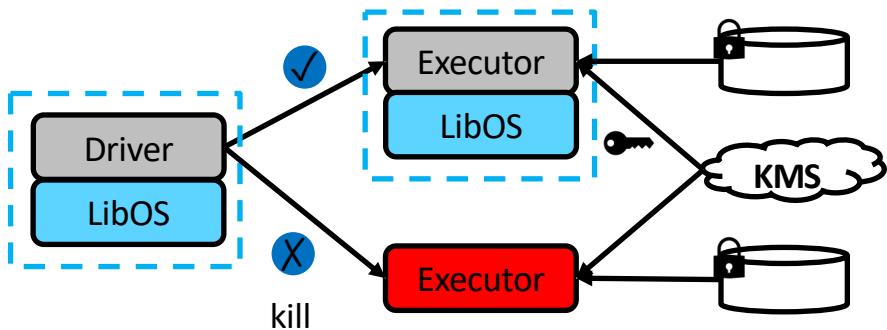 Executor
LibOS
Driver
LibOS
KMS
Executor
kill